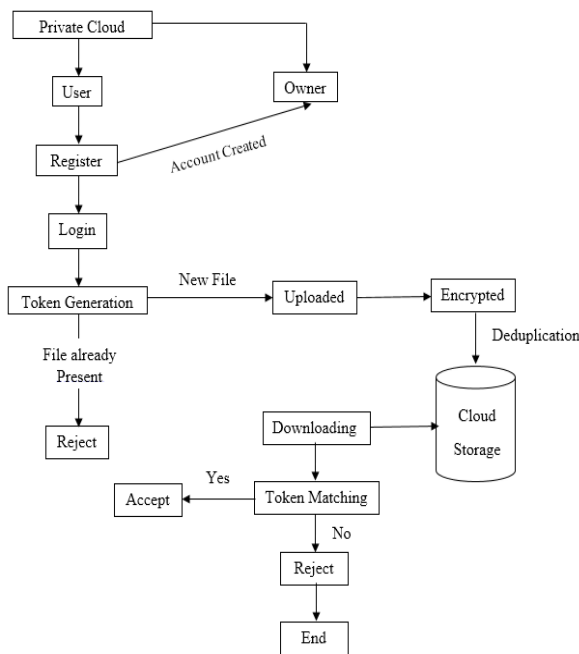 Private Cloud
User
Owner
Register
Account Created
Login
Token Generation
New File
Uploaded
Encrypted
Deduplication
File already
Present
Reject
Cloud
Storage
Downloading
Yes
Accept
Token Matching
No
Reject
End